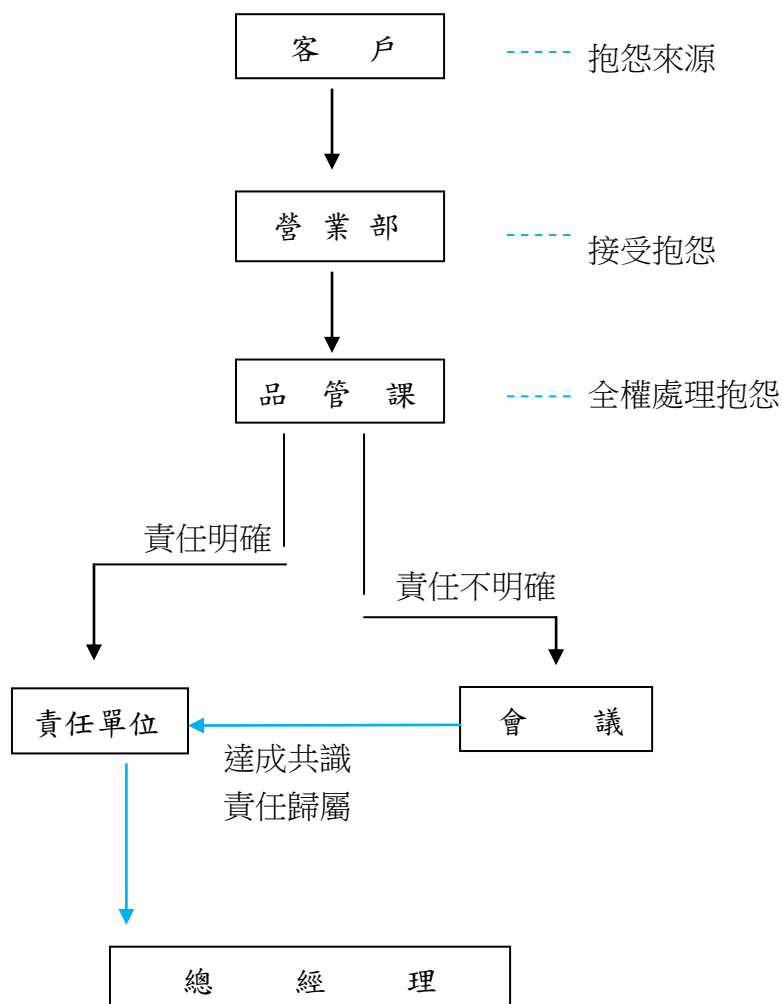 客戶
抱怨來源
營業部
接受抱怨
品管課
全權處理抱怨
責任明確
責任不明確
責任單位
會議
達成共識
責任歸屬
總經理